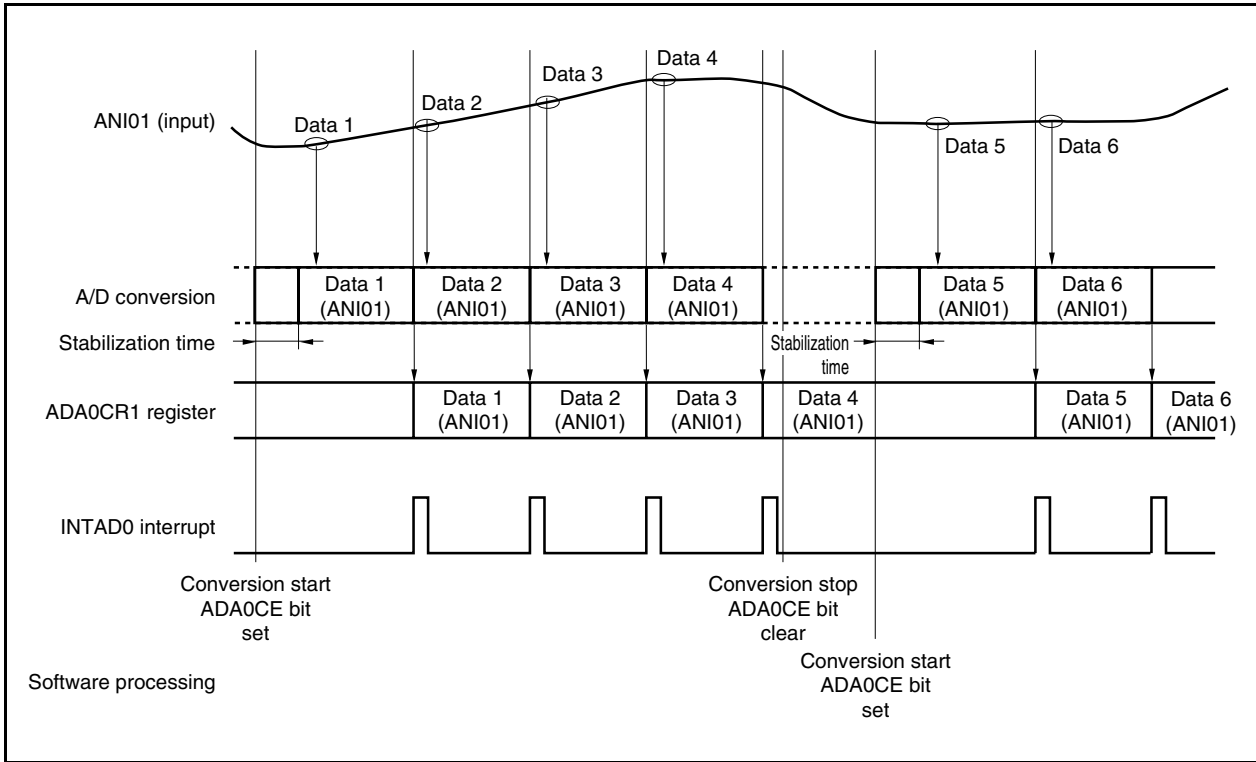 Data 4
Data 3
Data 2
Data 1
ANI01 (input)
Data 5
Data 6
A/D conversion
Data 1
(ANI01)
Data 2
(ANI01)
Data 3
(ANI01)
Data 4
(ANI01)
Data 5
(ANI01)
Data 6
(ANI01)
Stabilization time
Stabilization
time
ADA0CR1 register
Data 1
(ANI01)
Data 2
(ANI01)
Data 3
(ANI01)
Data 4
(ANI01)
Data 5
(ANI01)
Data 6
(ANI01)
INTAD0 interrupt
Conversion start
ADA0CE bit
set
Conversion stop
ADA0CE bit
clear
Conversion start
ADA0CE bit
set
Software processing